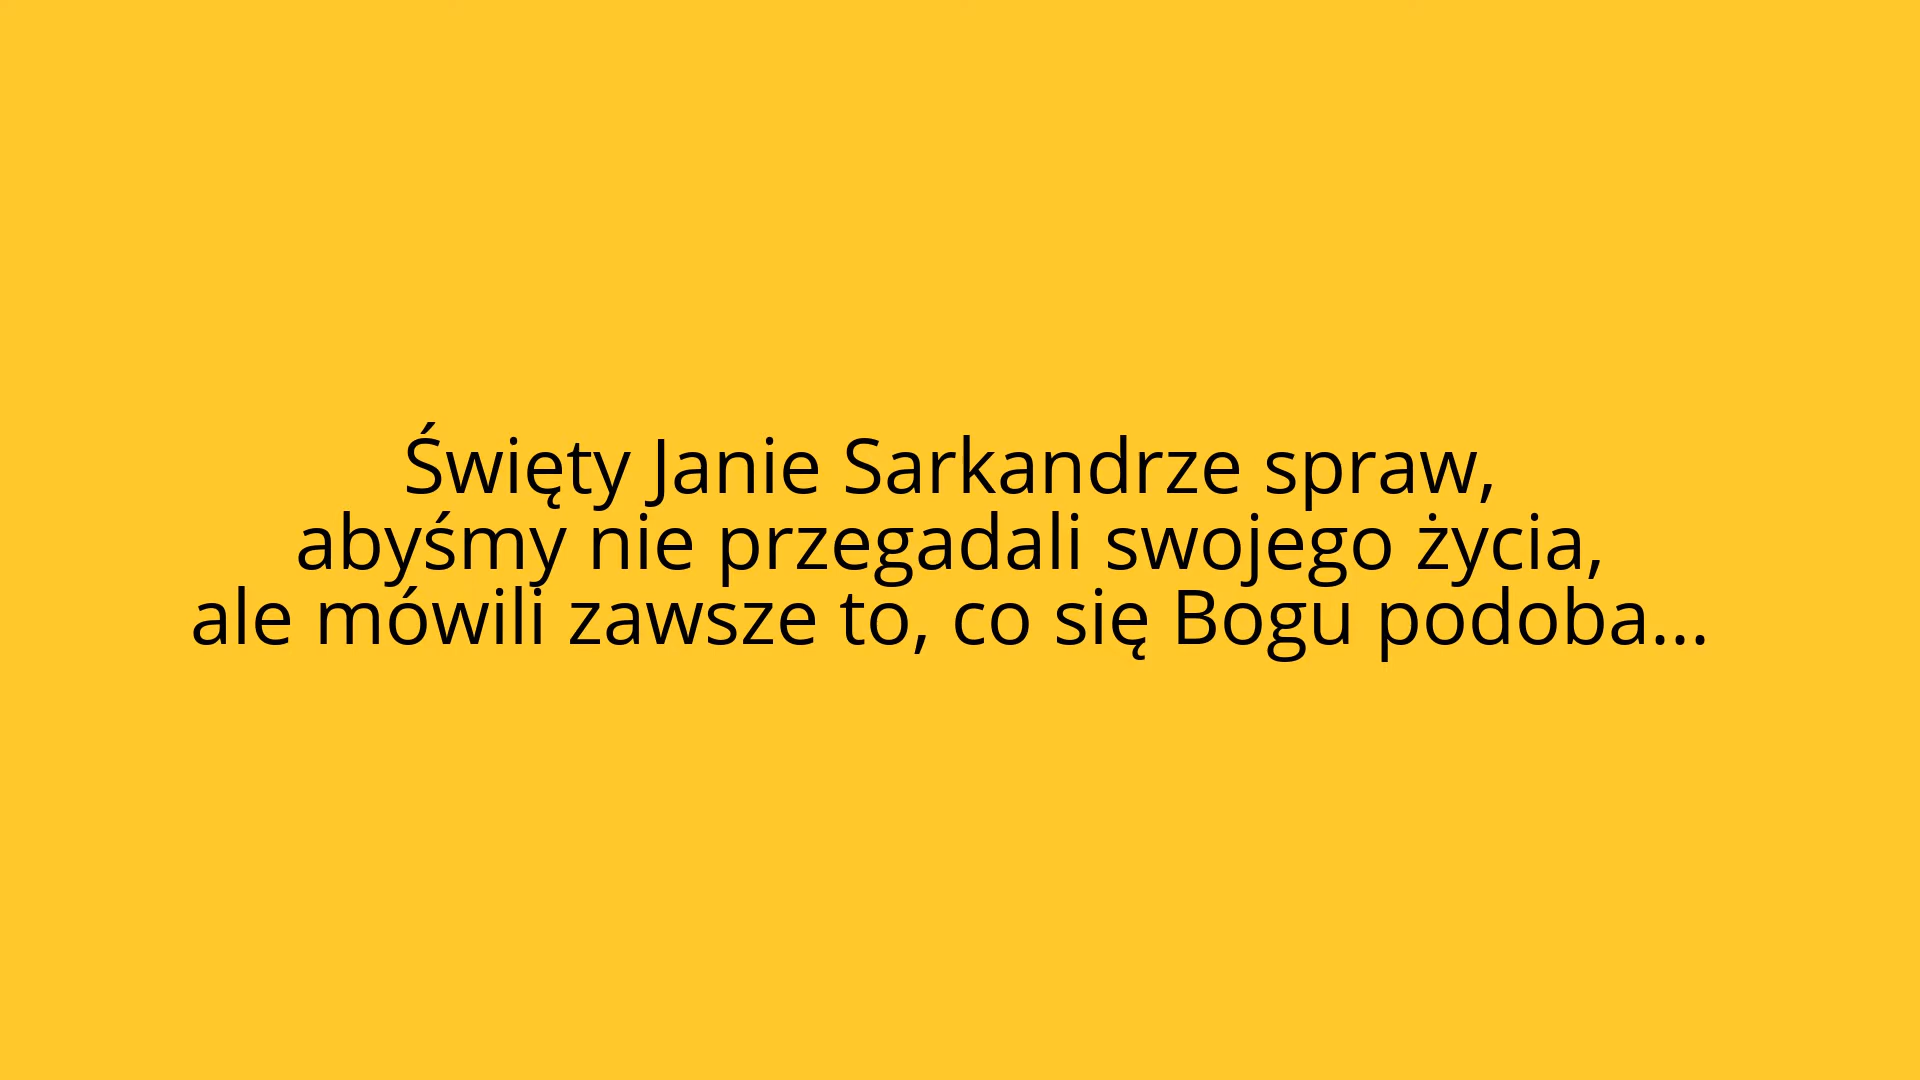 Święty Janie Sarkandrze spraw,
abyśmy nie przegadali swojego życia,
ale mówili zawsze to, co się Bogu podoba...